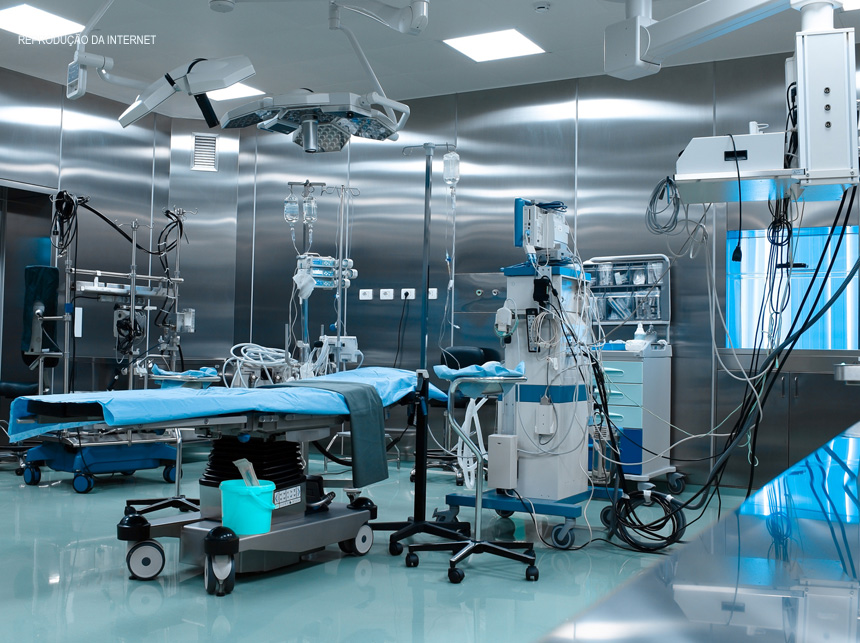 REPRODUÇÃO DA INTERNET